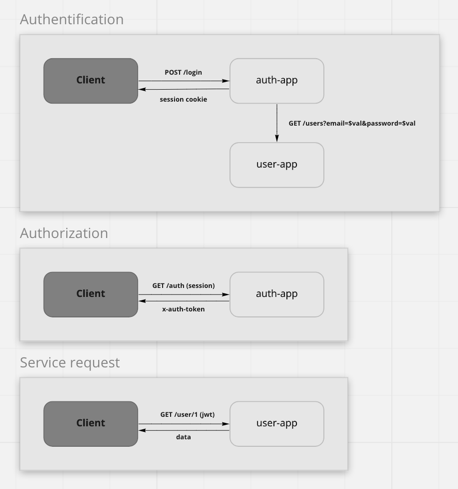 Authentification
Client
POST /login
session cookie
auth-app
GET /users?email=$val&password=$val
user-app
Authorization
Client
GET /auth (session)
x-auth-token
auth-app
Service request
Client
GET /user/1 (jwt)
data
user-app